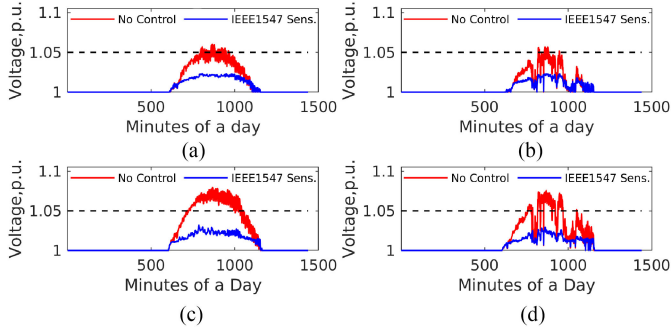 Voltage,p.u.
1.1
1.05
1
No Control
IEEE1547 Sens.
500
1000
1500
Minutes of a day
(a)
Voltage,p.u.
1.1
1.05
1
No Control
IEEE1547 Sens.
500
1000
1500
Minutes of a day
(b)
Voltage,p.u.
1.1
1.05
1
No Control
IEEE1547 Sens.
500
1000
1500
Minutes of a Day
(c)
Voltage,p.u.
1.1
1.05
1
No Control
IEEE1547 Sens.
500
1000
1500
Minutes of a Day
(d)